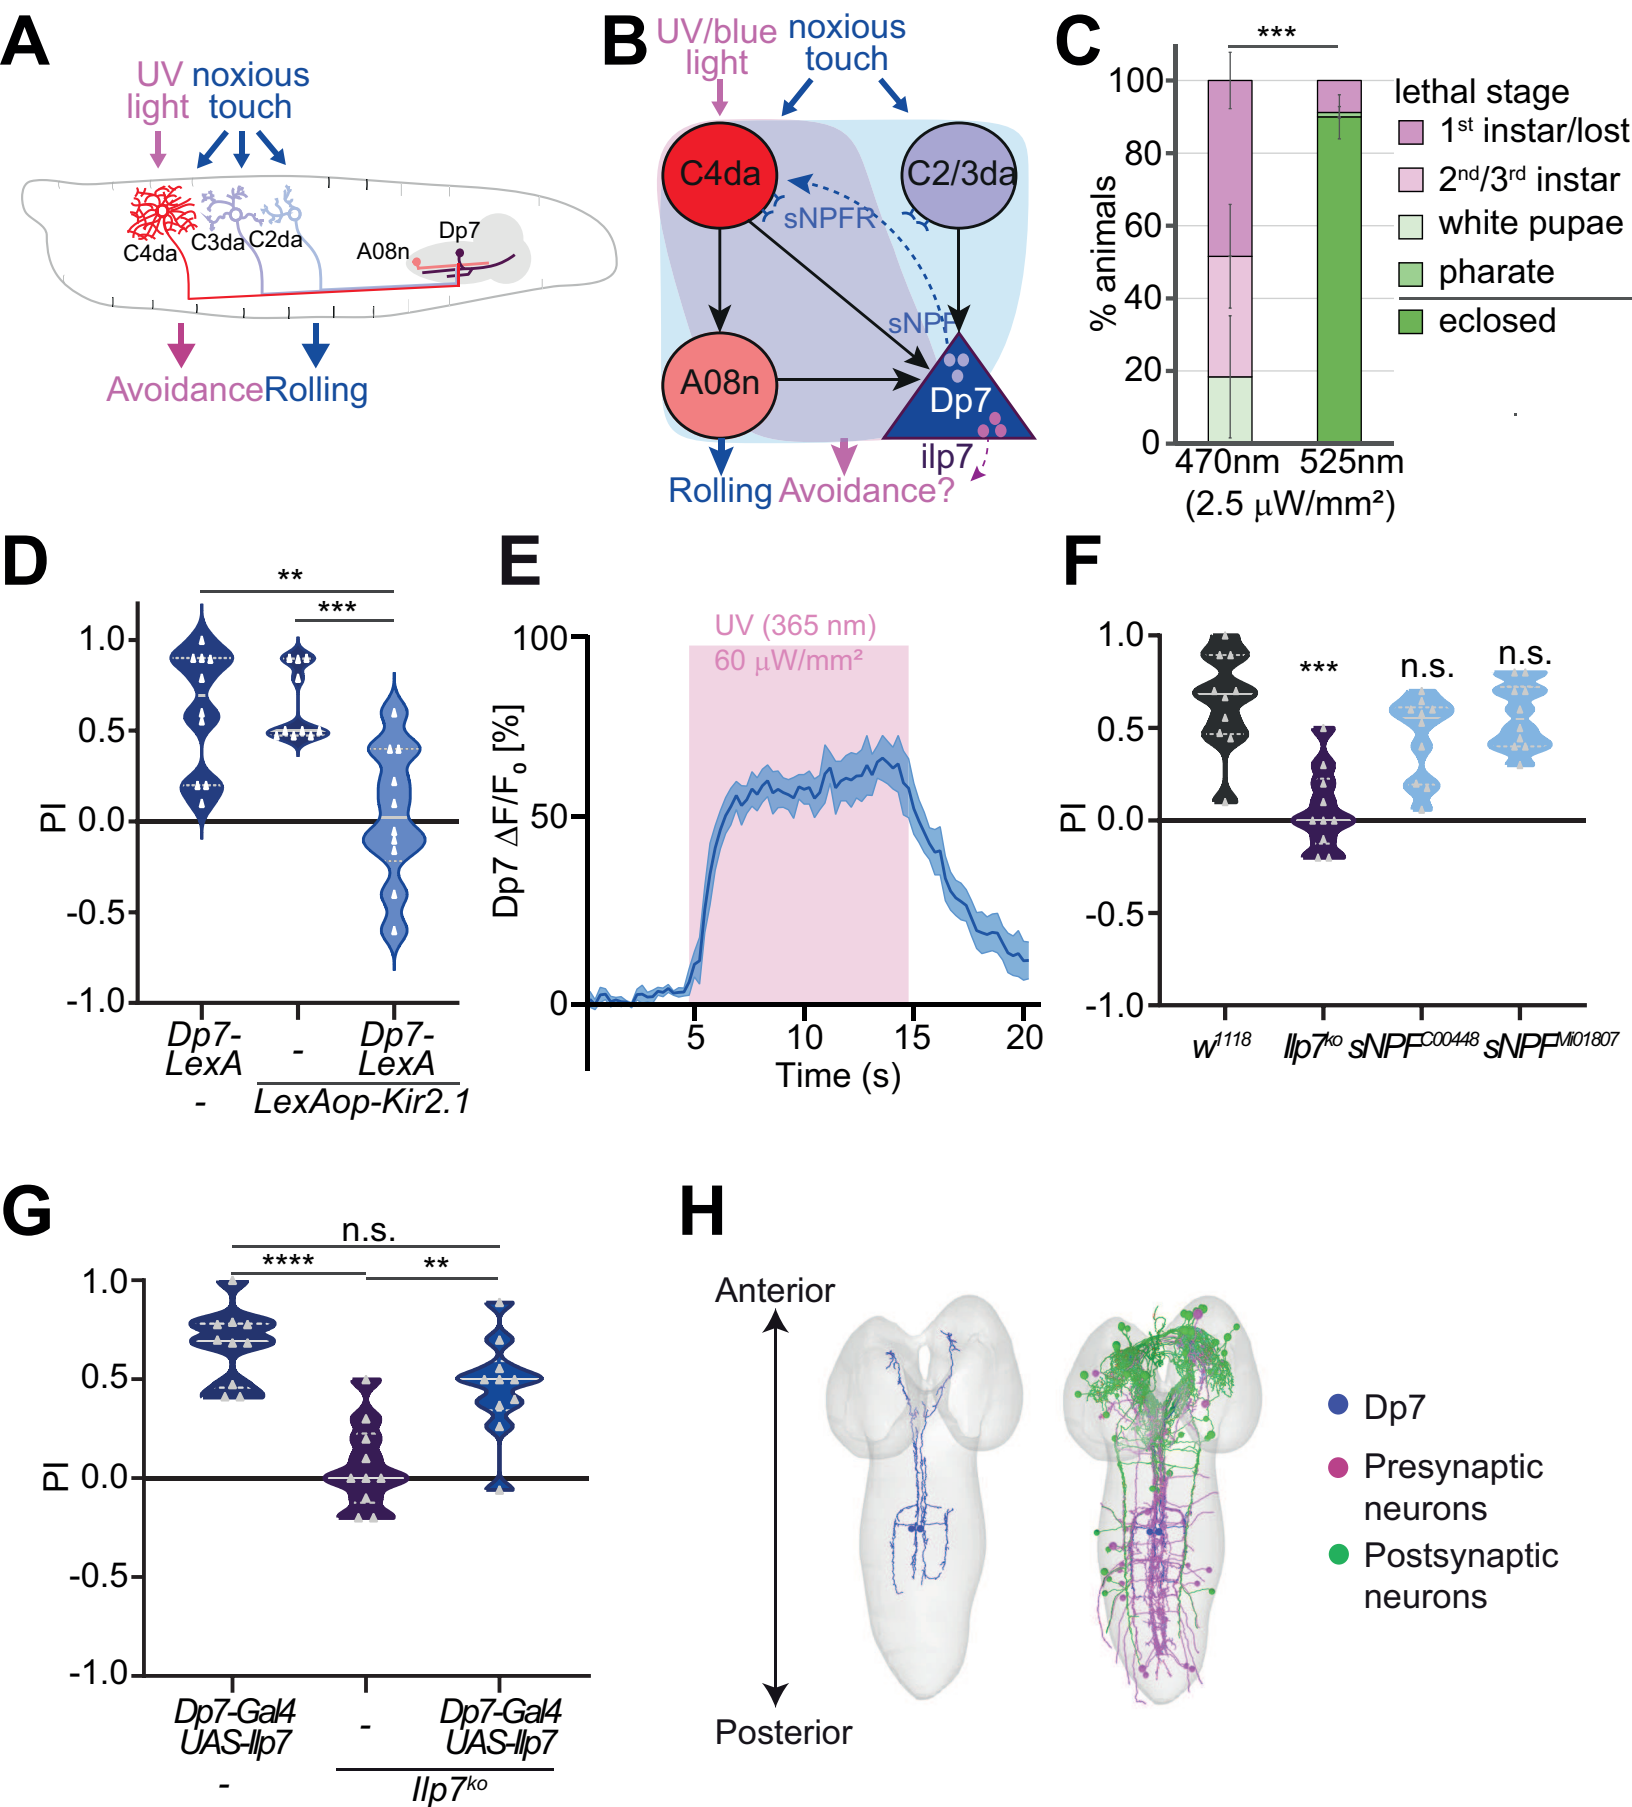 A
UV noxious
light touch
C4da
C3da
C2da
A08n
Dp7
Avoidance
Rolling
B
UV/blue noxious
light touch
C4da
C2/3da
sNPFR
sNPF
A08n
Dp7
ilp7
Rolling Avoidance?
C
***
% animals
100
80
60
40
20
0
470nm 525nm
(2.5 µW/mm²)
lethal stage
1st instar/lost
2nd/3rd instar
white pupae
pharate
eclosed
D
**
***
PI
1.0
0.5
0.0
-0.5
-1.0
Dp7-
LexA
-
Dp7-
LexA
-
LexAop-Kir2.1
E
UV (365 nm)
60 µW/mm²
Dp7 ΔF/Fo [%]
100
50
0
5 10 15 20
Time (s)
F
***
n.s.
n.s.
PI
1.0
0.5
0.0
-0.5
-1.0
w1118 Ilp7ko sNPFC00448 sNPFMi01807
G
n.s.
****
**
PI
1.0
0.5
0.0
-0.5
-1.0
Dp7-Gal4
UAS-Ilp7
-
Dp7-Gal4
UAS-Ilp7
-
Ilp7ko
H
Anterior
Posterior
Dp7
Presynaptic
neurons
Postsynaptic
neurons